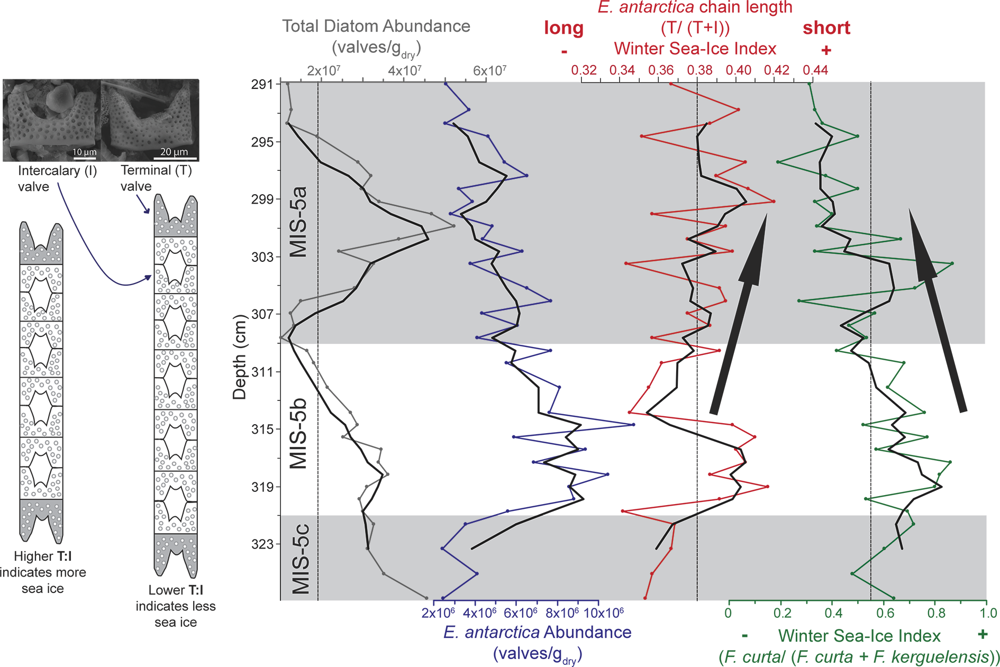 E. antarctica chain length
(T/ (T+I))
Winter Sea-Ice Index
long
-
short
+
Total Diatom Abundance
(valves/gdry)
2x10⁷ 4x10⁷ 6x10⁷
0.32 0.34 0.36 0.38 0.40 0.42 0.44
10 µm
20 µm
Intercalary (I)
valve
Terminal (T)
valve
Higher T:I
indicates more
sea ice
Lower T:I
indicates less
sea ice
Depth (cm)
291
295
299
303
307
311
315
319
323
MIS-5a
MIS-5b
MIS-5c
2x10⁶ 4x10⁶ 6x10⁶ 8x10⁶ 10x10⁶
E. antarctica Abundance
(valves/gdry)
0 0.2 0.4 0.6 0.8 1.0
- Winter Sea-Ice Index +
(F. curta/ (F. curta + F. kerguelensis))